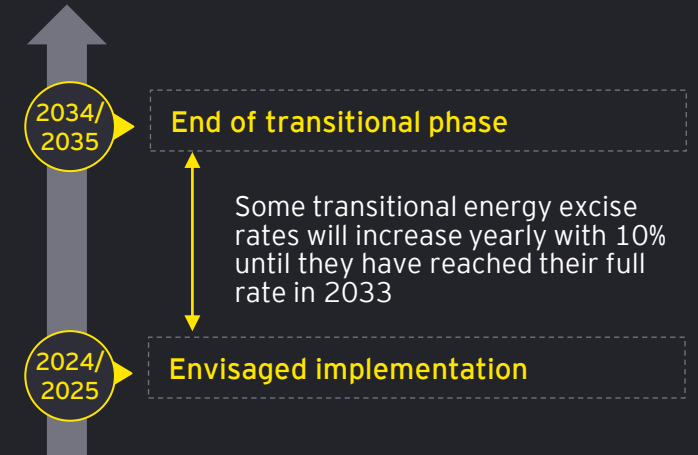 2034/
2035
End of transitional phase
Some transitional energy excise
rates will increase yearly with 10%
until they have reached their full
rate in 2033
2024/
2025
Envisaged implementation